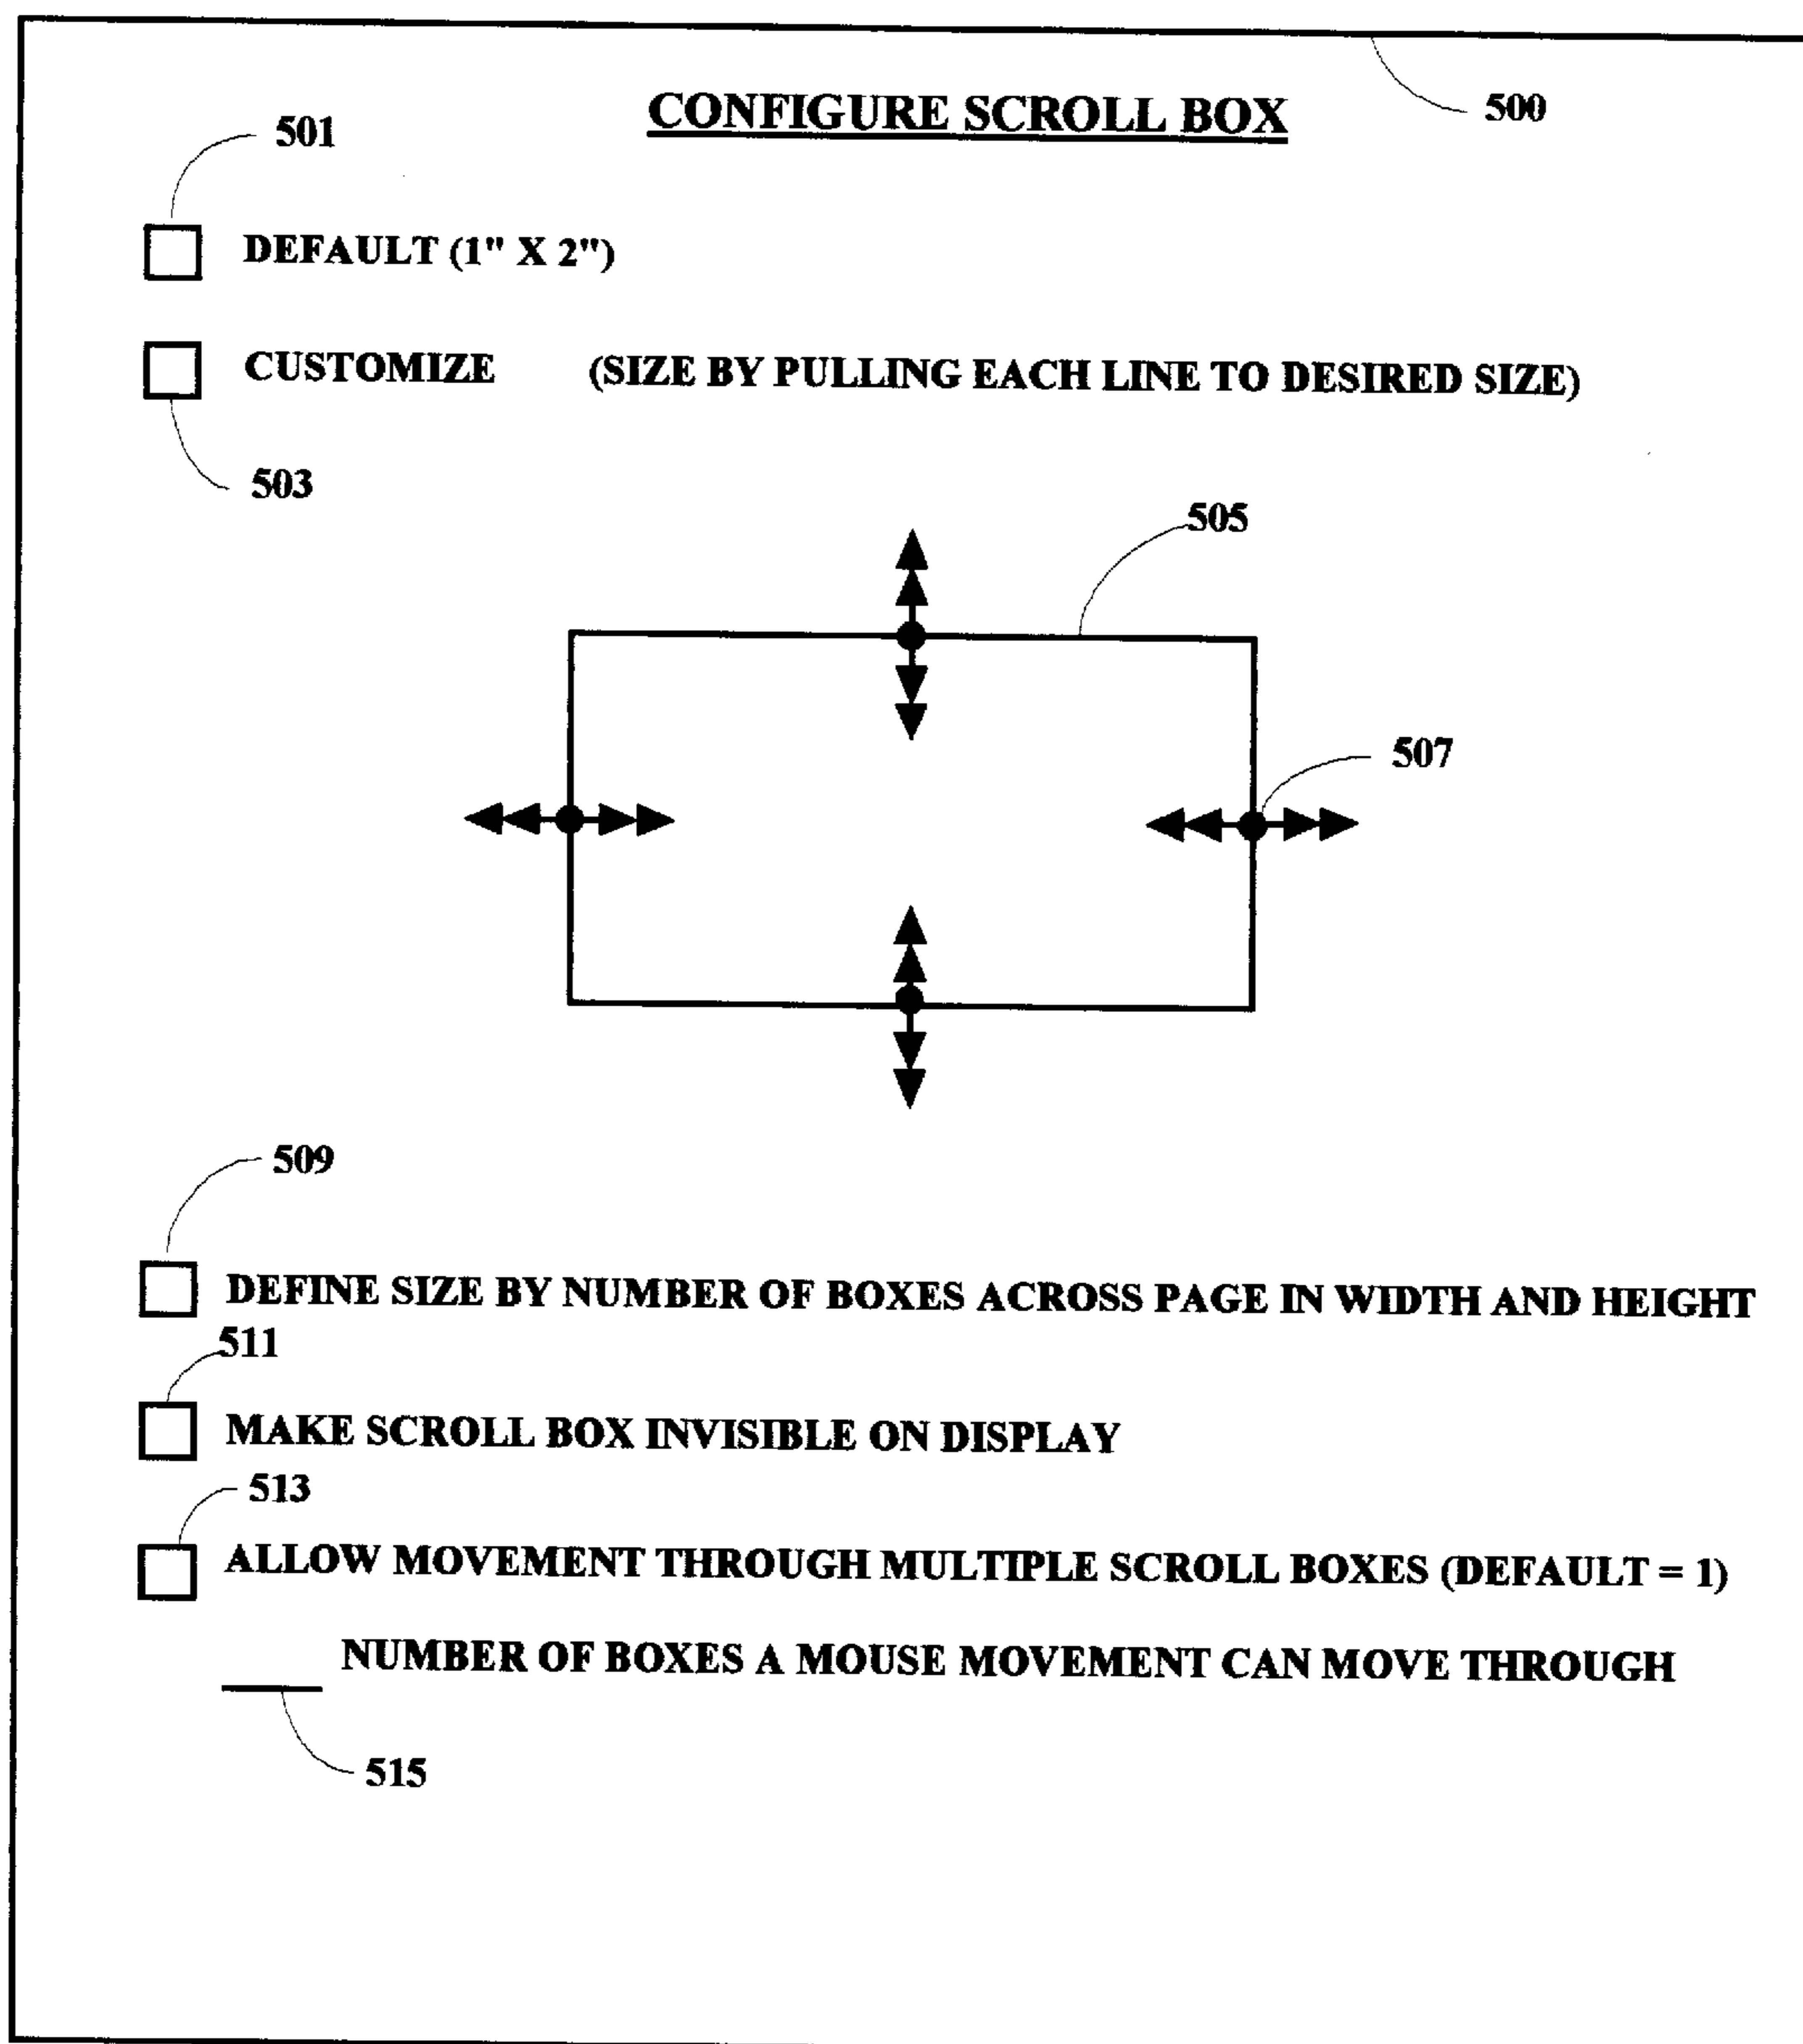 500
CONFIGURE SCROLL BOX
501
DEFAULT (1" X 2")
CUSTOMIZE (SIZE BY PULLING EACH LINE TO DESIRED SIZE)
503
505
507
509
DEFINE SIZE BY NUMBER OF BOXES ACROSS PAGE IN WIDTH AND HEIGHT
511
MAKE SCROLL BOX INVISIBLE ON DISPLAY
513
ALLOW MOVEMENT THROUGH MULTIPLE SCROLL BOXES (DEFAULT = 1)
NUMBER OF BOXES A MOUSE MOVEMENT CAN MOVE THROUGH
515